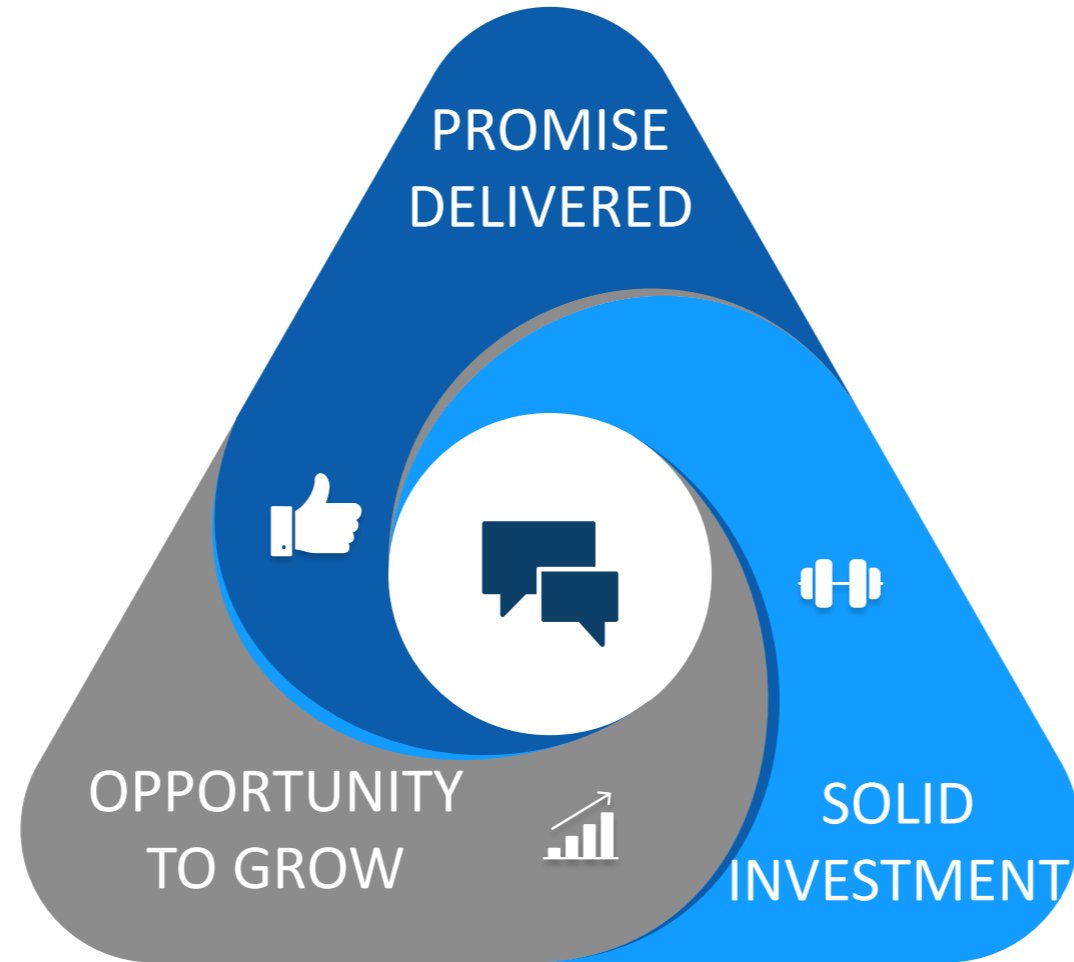 PROMISE
DELIVERED
OPPORTUNITY
TO GROW
SOLID
INVESTMENT